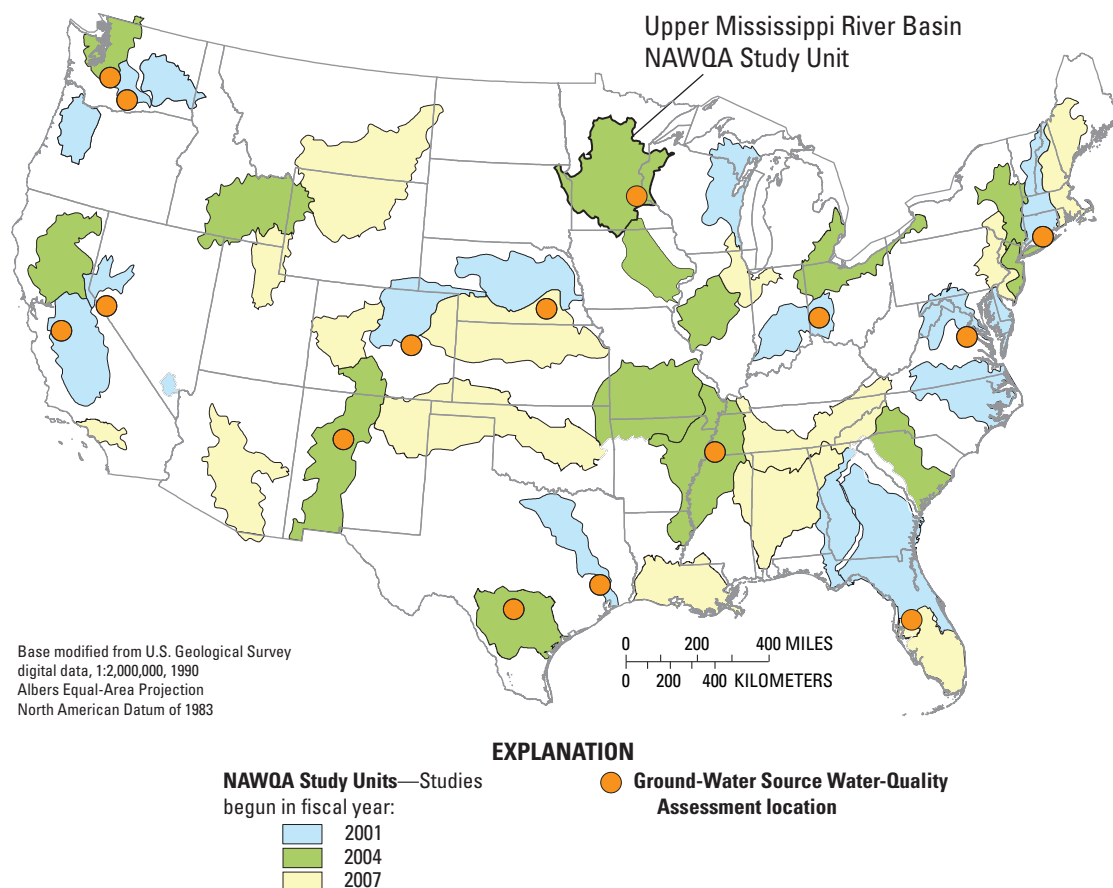 Upper Mississippi River Basin
NAWQA Study Unit
0 200 400 MILES
0 200 400 KILOMETERS
Base modified from U.S. Geological Survey
digital data, 1:2,000,000, 1990
Albers Equal-Area Projection
North American Datum of 1983
EXPLANATION
NAWQA Study Units—Studies
begun in fiscal year:
2001
2004
2007
Ground-Water Source Water-Quality
Assessment location